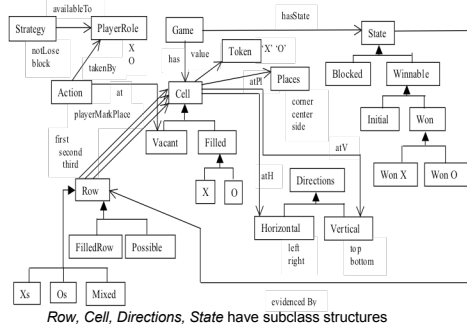 availableTo
Strategy
PlayerRole
Game
hasState
State
notLose
block
X
O
has
value
Token
'X' 'O'
takenBy
atPl
Places
Blocked
Winnable
Action
at
Cell
corner
center
side
Initial
Won
playerMarkPlace
first
second
third
Vacant
Filled
atV
Won X
Won O
Row
X
O
atH
Directions
FilledRow
Possible
Horizontal
Vertical
left
right
top
bottom
Xs
Os
Mixed
evidenced By
Row, Cell, Directions, State have subclass structures